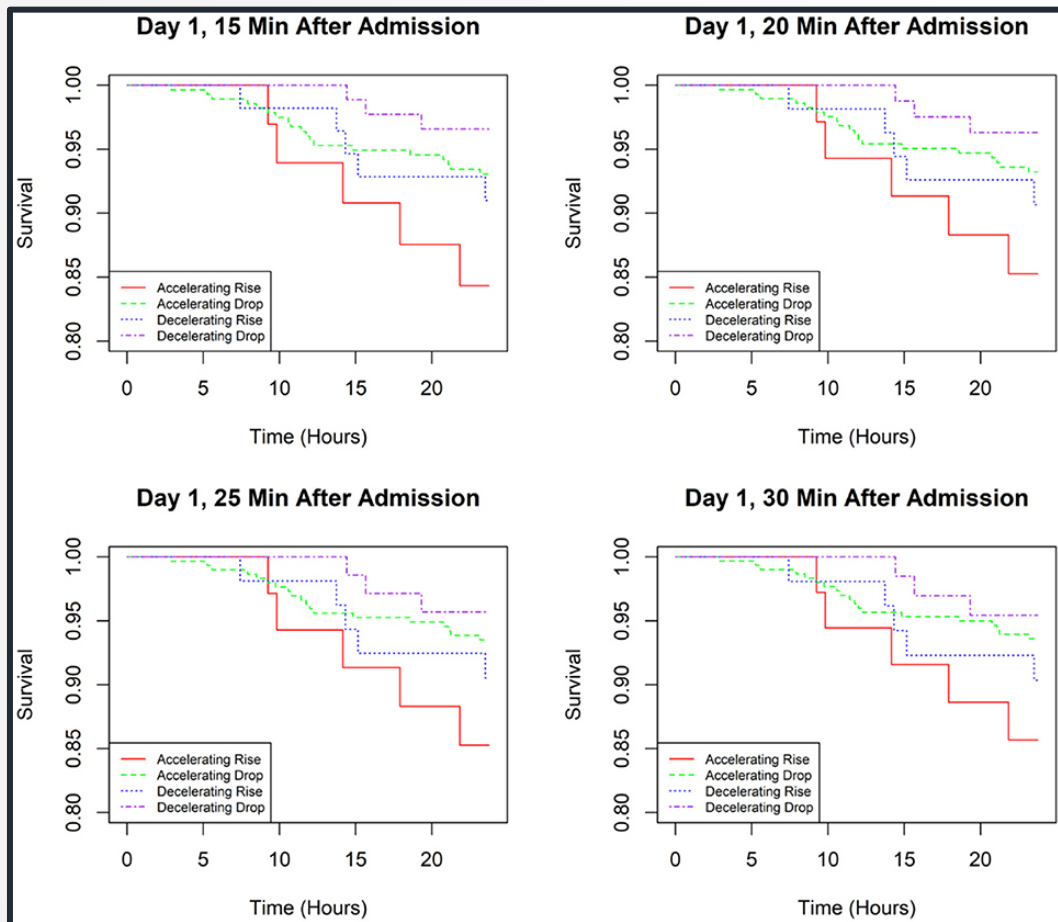 Day 1, 15 Min After Admission
Survival
1.00
0.95
0.90
0.85
0.80
Accelerating Rise
Accelerating Drop
Decelerating Rise
Decelerating Drop
0 5 10 15 20
Time (Hours)
Day 1, 20 Min After Admission
Survival
1.00
0.95
0.90
0.85
0.80
Accelerating Rise
Accelerating Drop
Decelerating Rise
Decelerating Drop
0 5 10 15 20
Time (Hours)
Day 1, 25 Min After Admission
Survival
1.00
0.95
0.90
0.85
0.80
Accelerating Rise
Accelerating Drop
Decelerating Rise
Decelerating Drop
0 5 10 15 20
Time (Hours)
Day 1, 30 Min After Admission
Survival
1.00
0.95
0.90
0.85
0.80
Accelerating Rise
Accelerating Drop
Decelerating Rise
Decelerating Drop
0 5 10 15 20
Time (Hours)